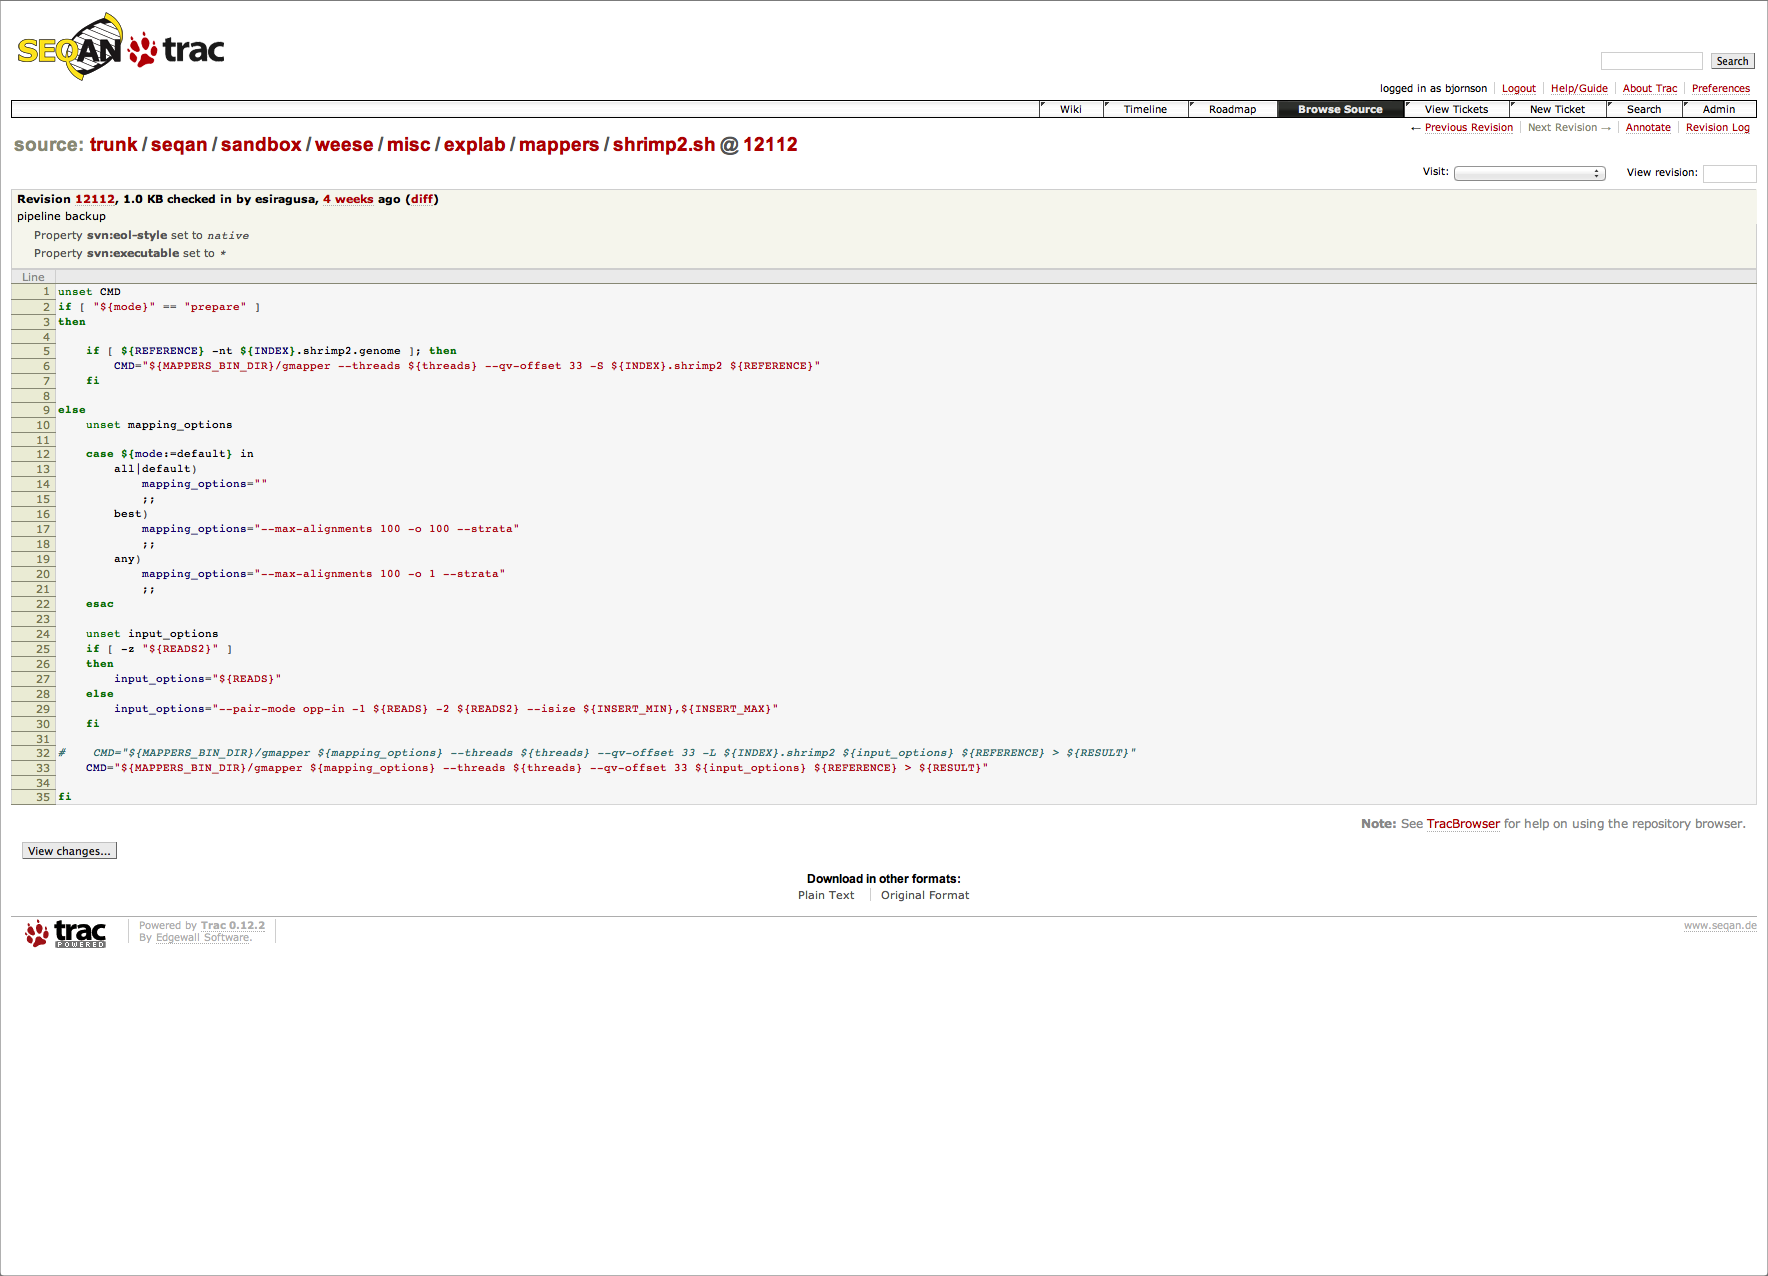 SEQAN trac
Search
logged in as bjornson Logout Help/Guide About Trac Preferences
Wiki Timeline Roadmap Browse Source View Tickets New Ticket Search Admin
← Previous Revision Next Revision → Annotate Revision Log
source: trunk / seqan / sandbox / weese / misc / explab / mappers / shrimp2.sh @ 12112
Visit: View revision:
Revision 12112, 1.0 KB checked in by esiragusa, 4 weeks ago (diff)
pipeline backup
Property svn:eol-style set to native
Property svn:executable set to *
Line
1 unset CMD
2 if [ "${mode}" == "prepare" ]
3 then
4
5     if [ ${REFERENCE} -nt ${INDEX}.shrimp2.genome ]; then
6         CMD="${MAPPERS_BIN_DIR}/gmapper --threads ${threads} --qv-offset 33 -S ${INDEX}.shrimp2 ${REFERENCE}"
7     fi
8
9 else
10     unset mapping_options
11
12     case ${mode:=default} in
13         all|default)
14             mapping_options=""
15             ;;
16         best)
17             mapping_options="--max-alignments 100 -o 100 --strata"
18             ;;
19         any)
20             mapping_options="--max-alignments 100 -o 1 --strata"
21             ;;
22     esac
23
24     unset input_options
25     if [ -z "${READS2}" ]
26     then
27         input_options="${READS}"
28     else
29         input_options="--pair-mode opp-in -1 ${READS} -2 ${READS2} --isize ${INSERT_MIN},${INSERT_MAX}"
30     fi
31
32 #    CMD="${MAPPERS_BIN_DIR}/gmapper ${mapping_options} --threads ${threads} --qv-offset 33 -L ${INDEX}.shrimp2 ${input_options} ${REFERENCE} > ${RESULT}"
33     CMD="${MAPPERS_BIN_DIR}/gmapper ${mapping_options} --threads ${threads} --qv-offset 33 ${input_options} ${REFERENCE} > ${RESULT}"
34
35 fi
Note: See TracBrowser for help on using the repository browser.
View changes...
Download in other formats:
Plain Text Original Format
trac POWERED
Powered by Trac 0.12.2
By Edgewall Software.
www.seqan.de